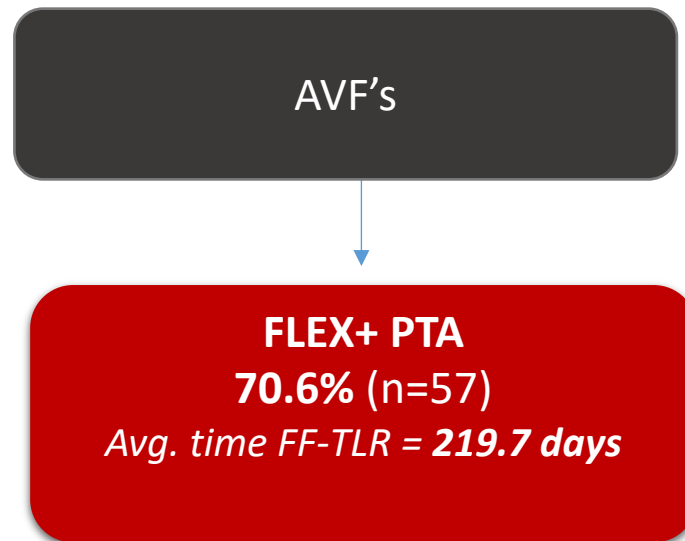 AVF’s
FLEX+ PTA
70.6% (n=57)
Avg. time FF-TLR = 219.7 days